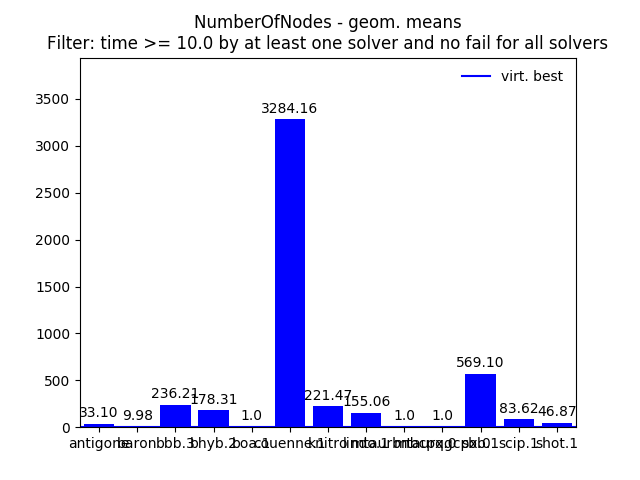 NumberOfNodes - geom. means
Filter: time >= 10.0 by at least one solver and no fail for all solvers
virt. best
3500
3000
2500
2000
1500
1000
500
0
33.10 9.98 236.21 178.31 1.0 3284.16 221.47 155.06 1.0 1.0 569.10 83.62 46.87
antigone baron bbb.3 bhyb.2 boa.1 couenne.1 knitro scip.1 shot.1